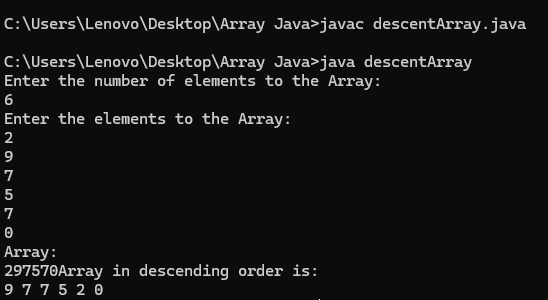 C:\Users\Lenovo\Desktop\Array Java>javac descentArray.java
C:\Users\Lenovo\Desktop\Array Java>java descentArray
Enter the number of elements to the Array:
6
Enter the elements to the Array:
2
9
7
5
7
0
Array:
297570Array in descending order is:
9 7 7 5 2 0